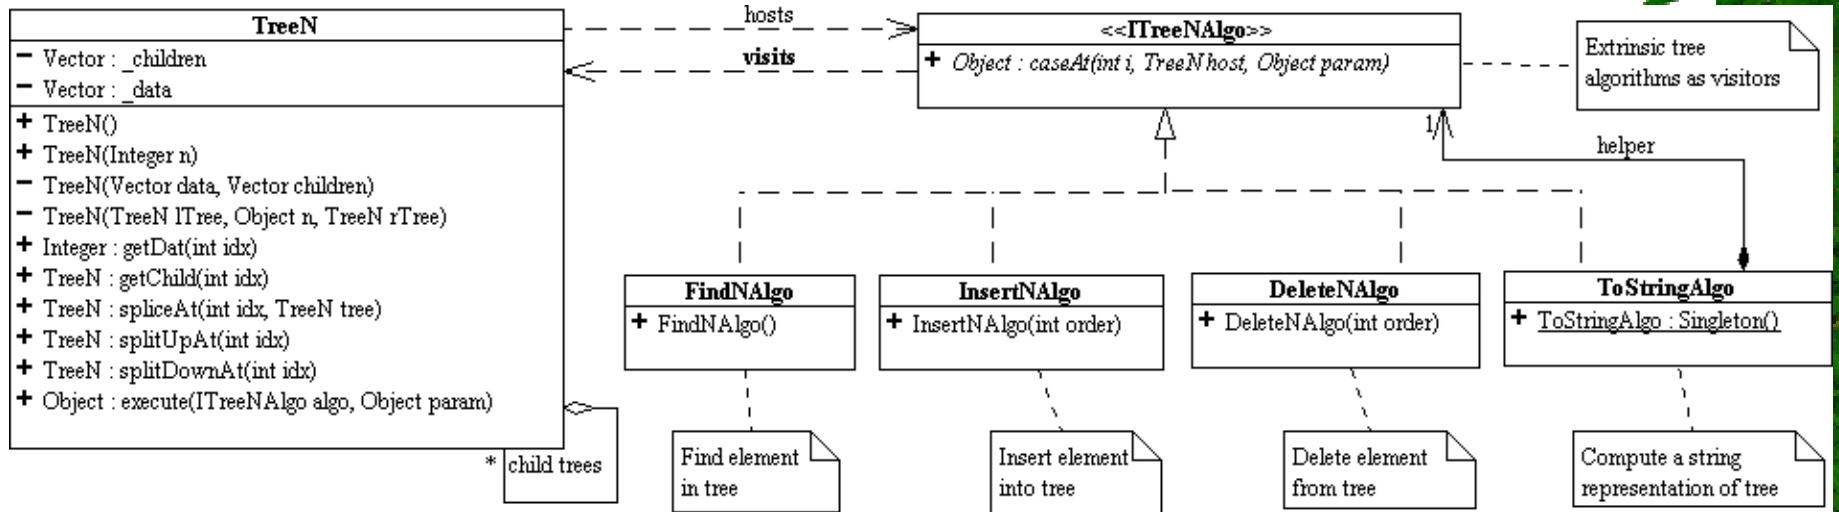 TreeN
− Vector : _children
− Vector : _data
+ TreeN()
+ TreeN(Integer n)
− TreeN(Vector data, Vector children)
− TreeN(TreeN lTree, Object n, TreeN rTree)
+ Integer : getDat(int idx)
+ TreeN : getChild(int idx)
+ TreeN : spliceAt(int idx, TreeN tree)
+ TreeN : splitUpAt(int idx)
+ TreeN : splitDownAt(int idx)
+ Object : execute(ITreeNAlgo algo, Object param)
* child trees
hosts
visits
<<ITreeNAlgo>>
+ Object : caseAt(int i, TreeN host, Object param)
Extrinsic tree
algorithms as visitors
1
helper
FindNAlgo
+ FindNAlgo()
InsertNAlgo
+ InsertNAlgo(int order)
DeleteNAlgo
+ DeleteNAlgo(int order)
ToStringAlgo
+ ToStringAlgo : Singleton()
Find element
in tree
Insert element
into tree
Delete element
from tree
Compute a string
representation of tree